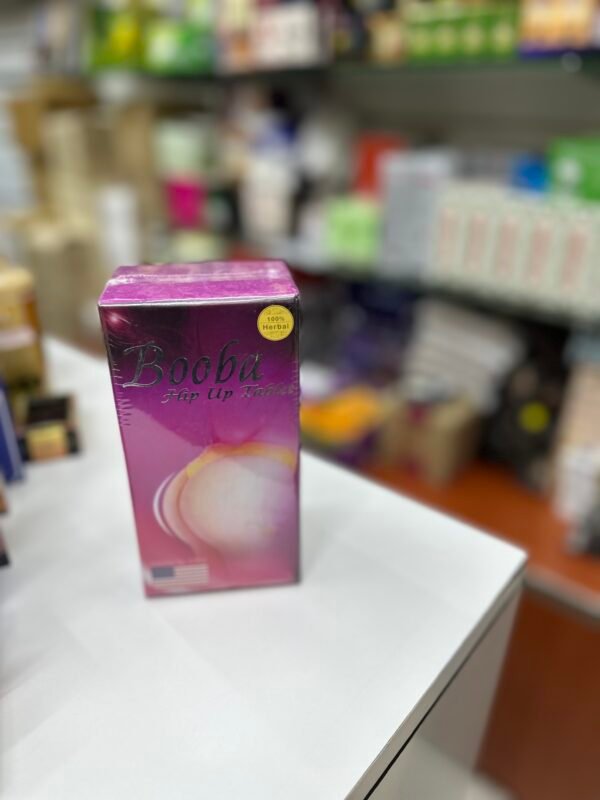 100%
Herbal
Booba
Hip Up Tablet